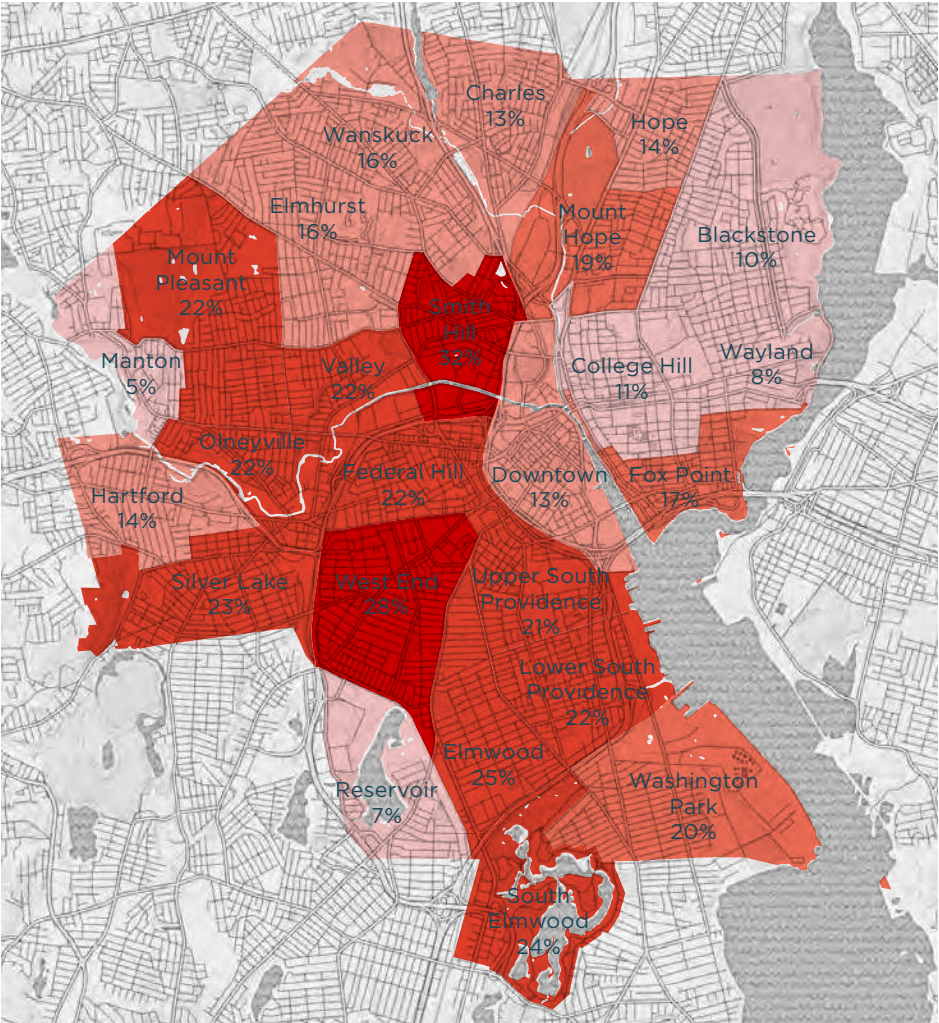 Charles
13%
Wanskuck
16%
Hope
14%
Elmhurst
16%
Mount
Hope
19%
Blackstone
10%
Mount
Pleasant
22%
Smith
Hill
32%
Manton
5%
Valley
22%
College Hill
11%
Wayland
8%
Olneyville
22%
Federal Hill
22%
Downtown
13%
Fox Point
17%
Hartford
14%
Silver Lake
23%
West End
28%
Upper South
Providence
21%
Lower South
Providence
22%
Elmwood
25%
Reservoir
7%
Washington
Park
20%
South
Elmwood
24%